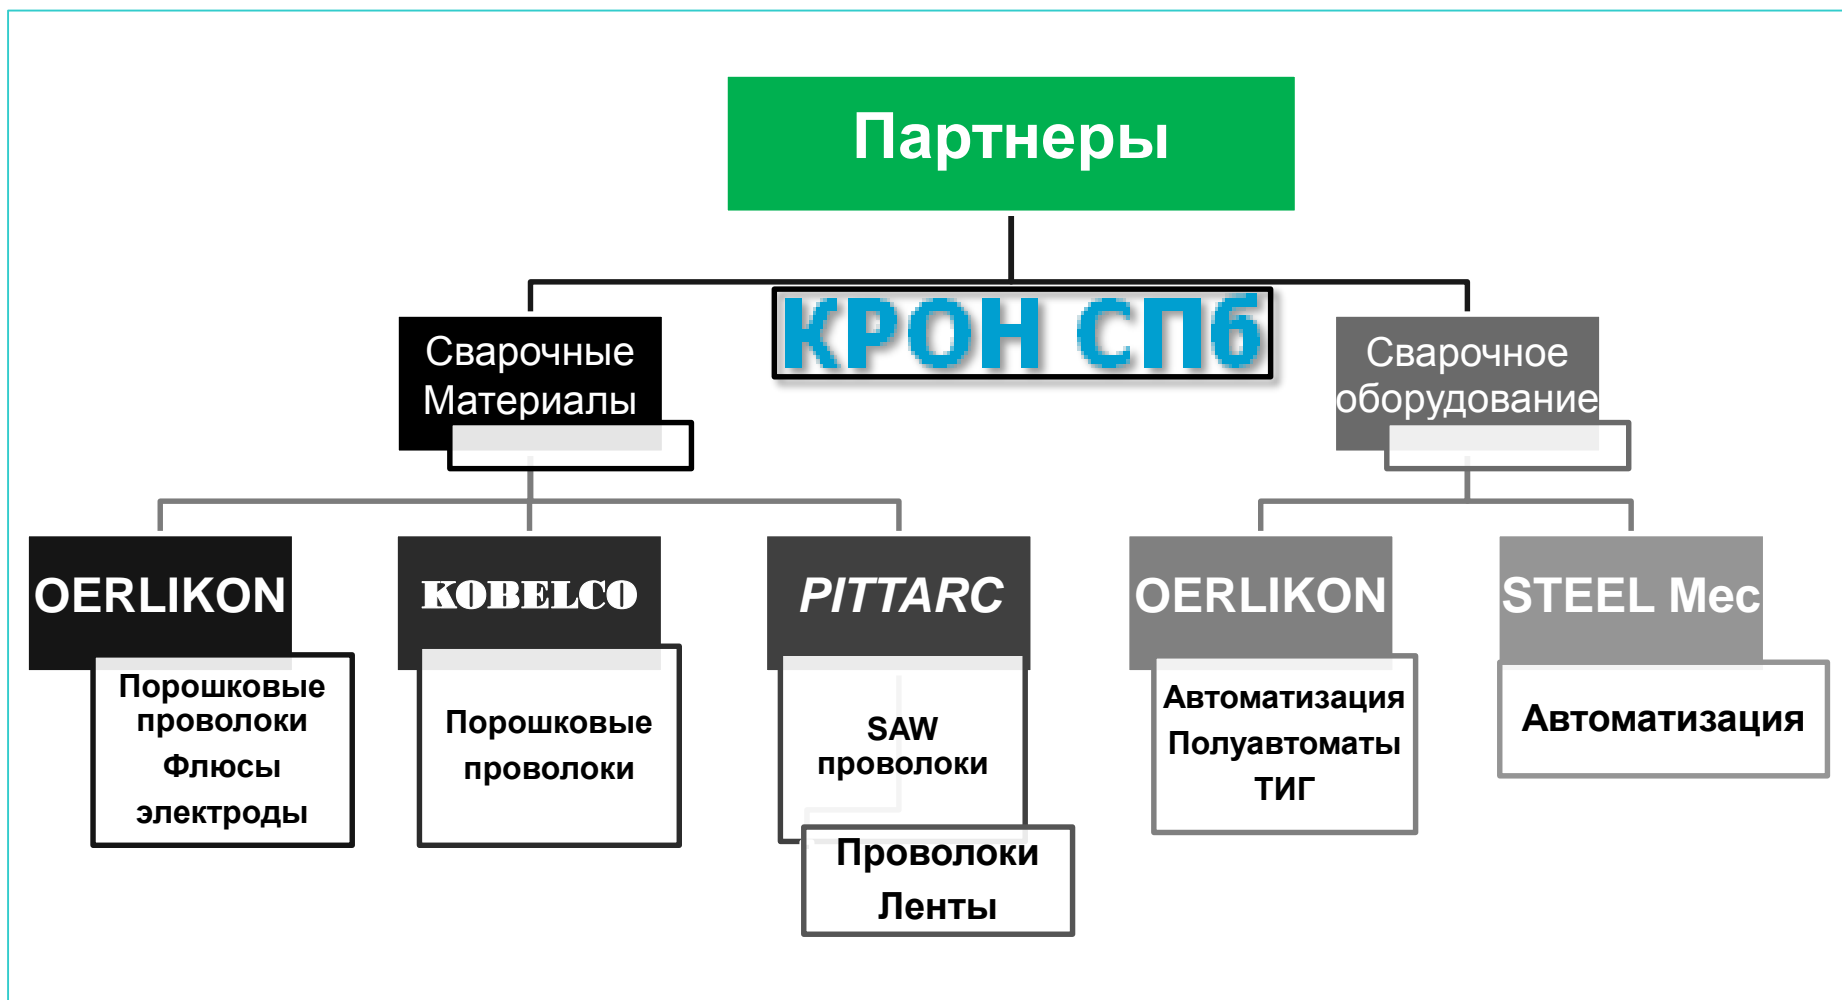 Партнеры
КРОН СПб
Сварочные
Материалы
Сварочное
оборудование
OERLIKON
Порошковые
проволоки
Флюсы
электроды
KOBELCO
Порошковые
проволоки
PITTARC
SAW
проволоки
Проволоки
Ленты
OERLIKON
Автоматизация
Полуавтоматы
ТИГ
STEEL Mec
Автоматизация